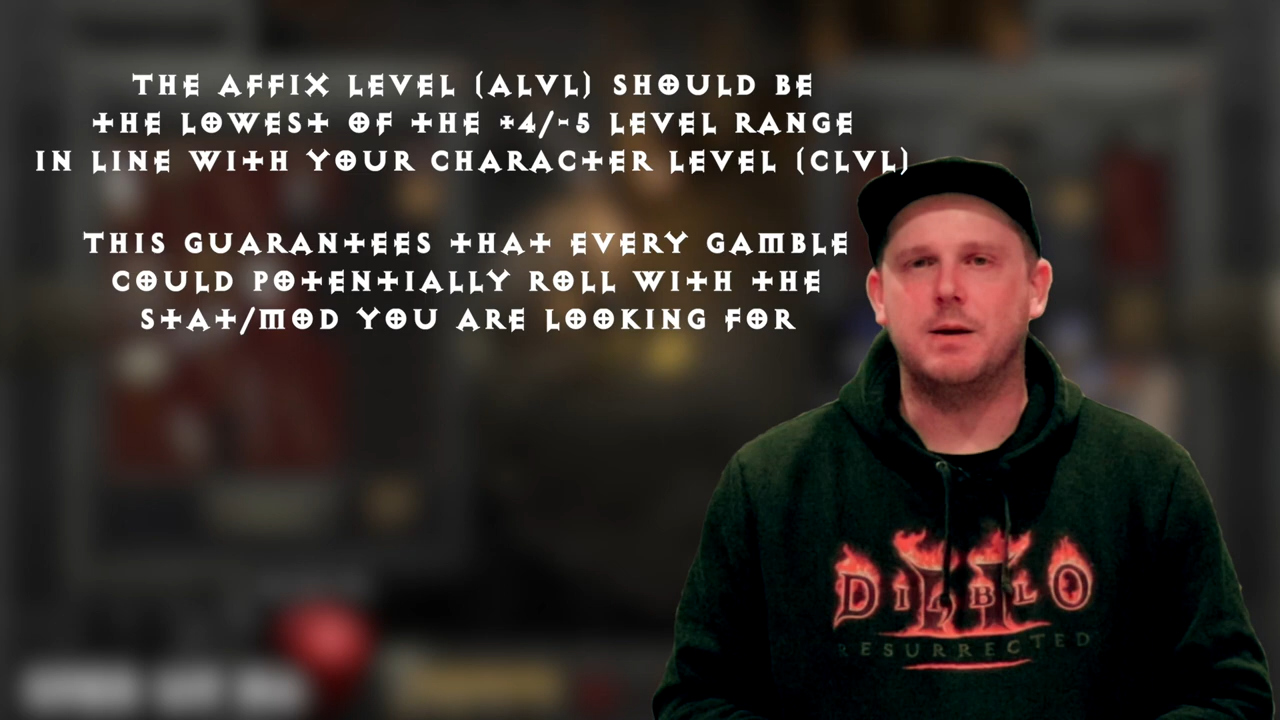 THE AFFIX LEVEL (ALVL) SHOULD BE
THE LOWEST OF THE +4/-5 LEVEL RANGE
IN LINE WITH YOUR CHARACTER LEVEL (CLVL)
THIS GUARANTEES THAT EVERY GAMBLE
COULD POTENTIALLY ROLL WITH THE
STAT/MOD YOU ARE LOOKING FOR
DIABLO
II
RESURRECTED